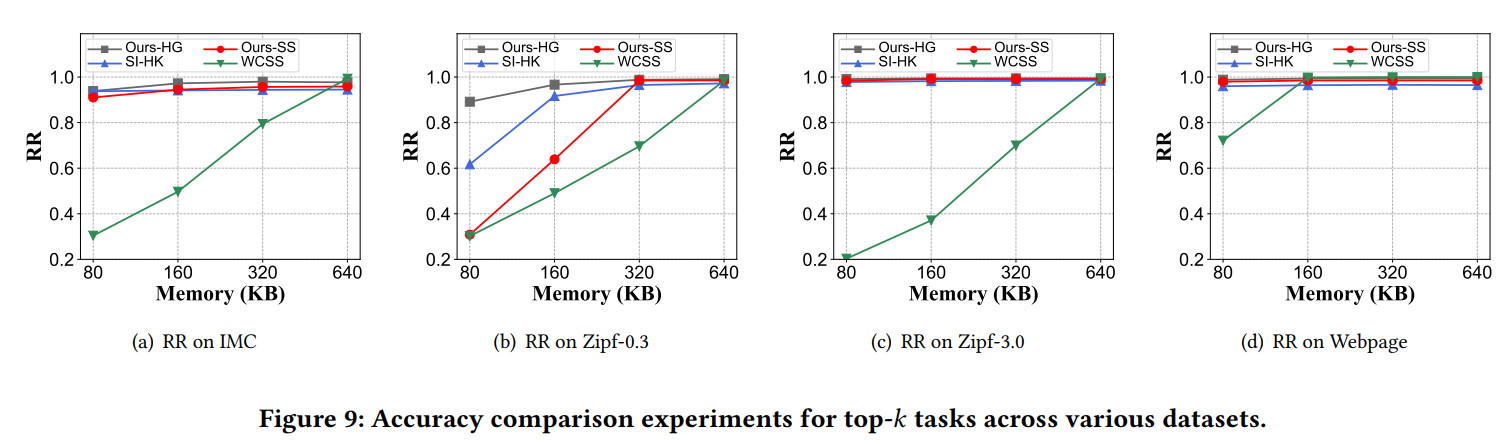 Ours-HG Ours-SS
SI-HK WCSS
1.0
0.8
0.6
0.4
0.2
RR
80 160 320 640
Memory (KB)
(a) RR on IMC
Ours-HG Ours-SS
SI-HK WCSS
1.0
0.8
0.6
0.4
0.2
RR
80 160 320 640
Memory (KB)
(b) RR on Zipf-0.3
Ours-HG Ours-SS
SI-HK WCSS
1.0
0.8
0.6
0.4
0.2
RR
80 160 320 640
Memory (KB)
(c) RR on Zipf-3.0
Ours-HG Ours-SS
SI-HK WCSS
1.0
0.8
0.6
0.4
0.2
RR
80 160 320 640
Memory (KB)
(d) RR on Webpage
Figure 9: Accuracy comparison experiments for top-k tasks across various datasets.